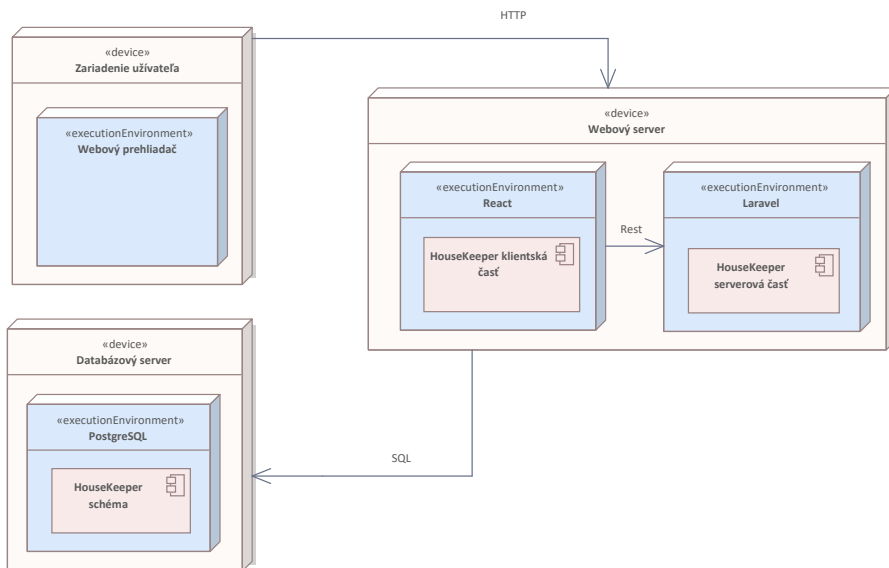 HTTP
«device»
Zariadenie užívateľa
«executionEnvironment»
Webový prehliadač
«device»
Webový server
«executionEnvironment»
React
HouseKeeper klientská
časť
Rest
«executionEnvironment»
Laravel
HouseKeeper
serverová časť
«device»
Databázový server
«executionEnvironment»
PostgreSQL
HouseKeeper
schéma
SQL